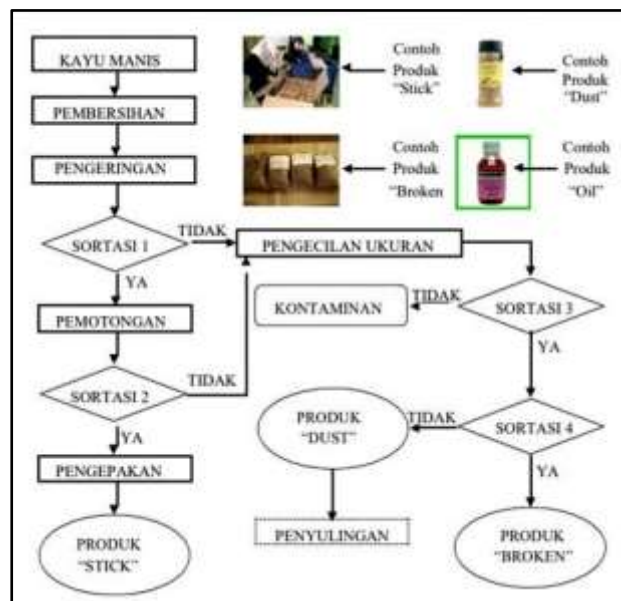 KAYU MANIS
PEMBERSIHAN
PENGERINGAN
SORTASI 1
TIDAK
YA
PEMOTONGAN
SORTASI 2
TIDAK
YA
PENGEPAKAN
PRODUK
“STICK”
Contoh
Produk
“Stick”
Contoh
Produk
“Dust”
Contoh
Produk
“Broken
Contoh
Produk
“Oil”
PENGECILAN UKURAN
KONTAMINAN
TIDAK
SORTASI 3
YA
PRODUK
“DUST”
TIDAK
SORTASI 4
YA
PENYULINGAN
PRODUK
“BROKEN”